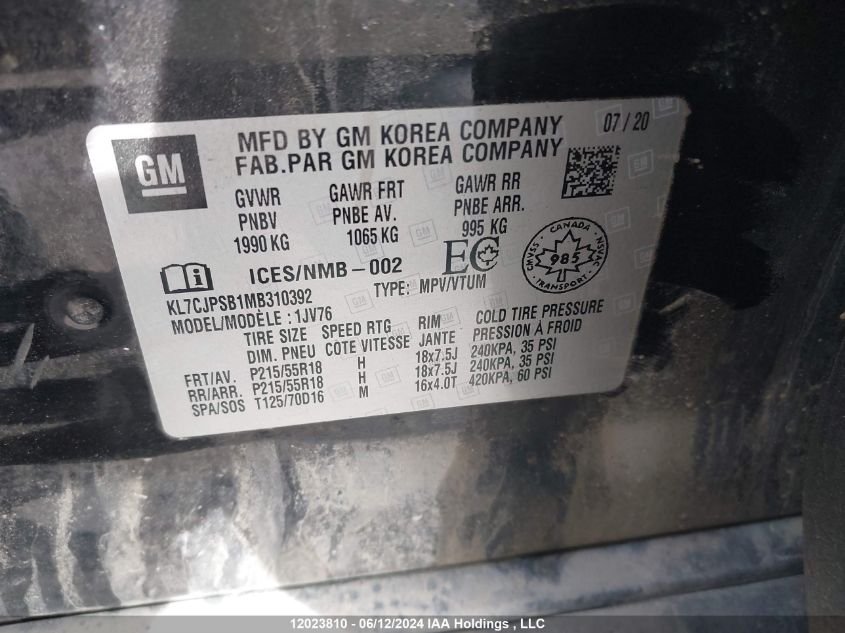 GM
MFD BY GM KOREA COMPANY 07 / 20
FAB.PAR GM KOREA COMPANY
GVWR GAWR FRT GAWR RR
PNBV PNBE AV. PNBE ARR.
1990 KG 1065 KG 995 KG
i ICES/NMB-002 EC CANADA CMVSS NSVAC 985 TRANSPORT
KL7CJPSB1MB310392 TYPE: MPV/VTUM
MODEL/MODÈLE : 1JV76
TIRE SIZE SPEED RTG RIM COLD TIRE PRESSURE
DIM. PNEU COTE VITESSE JANTE PRESSION À FROID
FRT/AV. P215/55R18 H 18x7.5J 240KPA, 35 PSI
RR/ARR. P215/55R18 H 18x7.5J 240KPA, 35 PSI
SPA/SOS T125/70D16 M 16x4.0T 420KPA, 60 PSI
12023810 - 06/12/2024 IAA Holdings , LLC